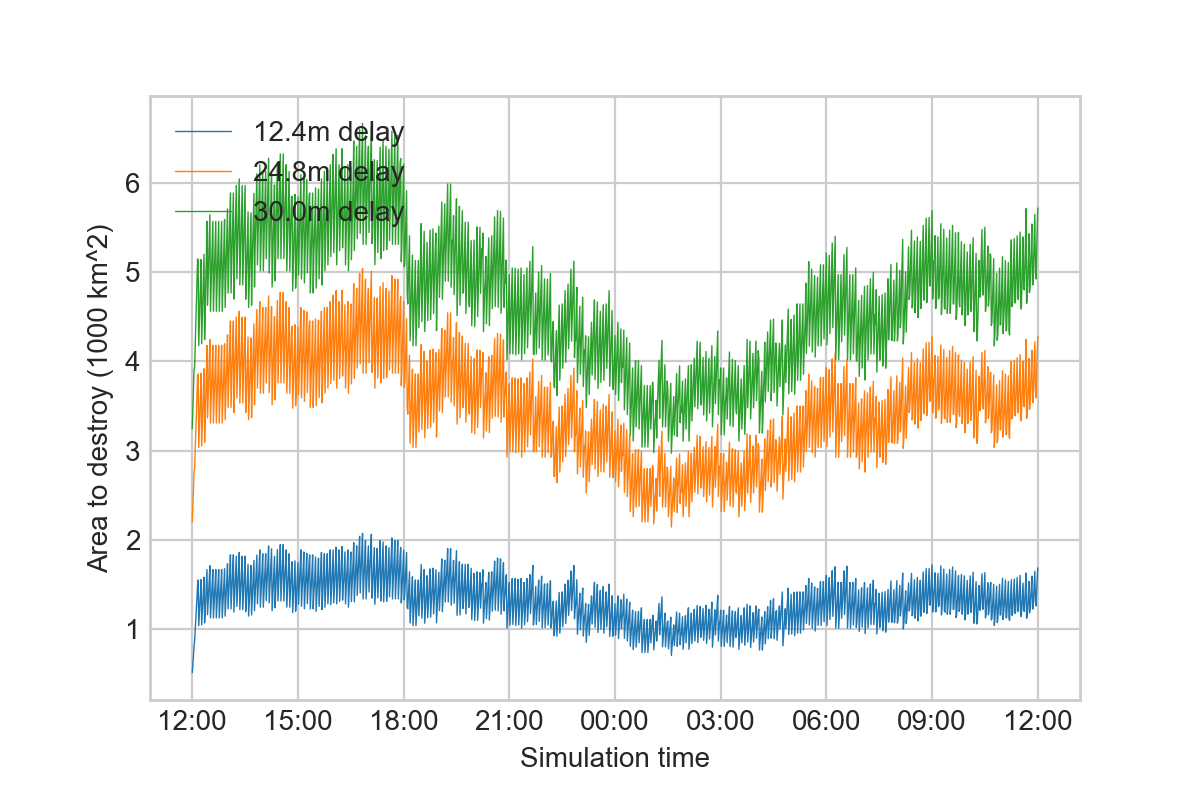 12.4m delay
24.8m delay
30.0m delay
6
5
4
3
2
1
Area to destroy (1000 km^2)
12:00 15:00 18:00 21:00 00:00 03:00 06:00 09:00 12:00
Simulation time